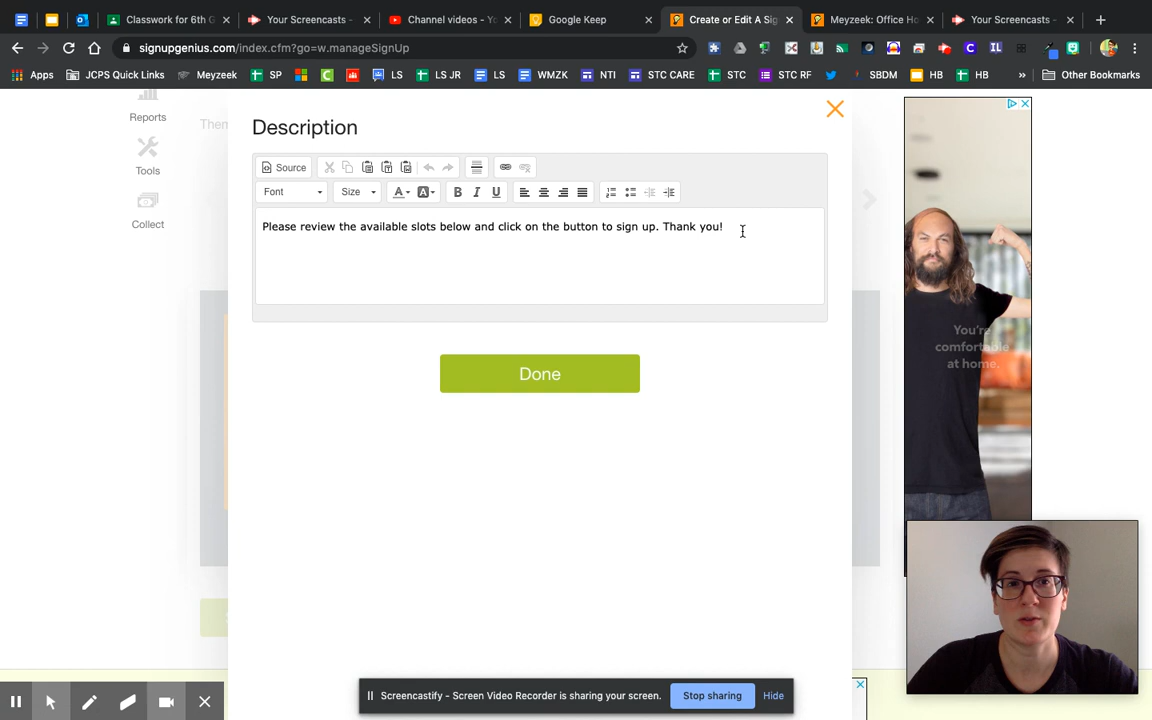 Classwork for 6th G
Your Screencasts -
Channel videos - Yo
Google Keep
Create or Edit A Sig
Meyzeek: Office Ho
Your Screencasts -
signupgenius.com/index.cfm?go=w.manageSignUp
Apps
JCPS Quick Links
Meyzeek
SP
LS
LS JR
LS
WMZK
NTI
STC CARE
STC
STC RF
SBDM
HB
HB
Other Bookmarks
Reports
Tools
Collect
Them
Description
Source
Font
Size
Please review the available slots below and click on the button to sign up. Thank you!
Done
You're
comfortable
at home.
Screencastify - Screen Video Recorder is sharing your screen.
Stop sharing
Hide